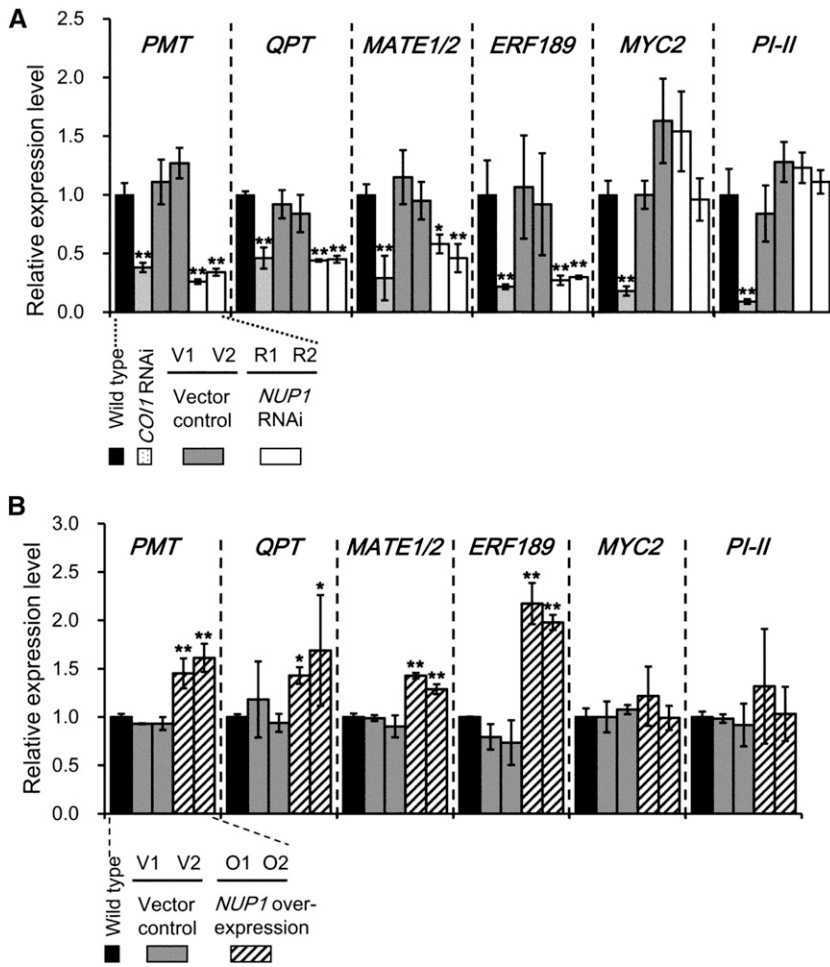 A
PMT QPT MATE1/2 ERF189 MYC2 PI-II
Relative expression level
2.5
2.0
1.5
1.0
0.5
0.0
** ** ** ** ** ** ** * ** ** ** ** ** **
Wild type
COI1 RNAi
V1 V2 R1 R2
Vector control
NUP1 RNAi
B
PMT QPT MATE1/2 ERF189 MYC2 PI-II
Relative expression level
3.0
2.5
2.0
1.5
1.0
0.5
0.0
** ** * * ** ** ** **
Wild type
V1 V2 O1 O2
Vector control
NUP1 over-
expression